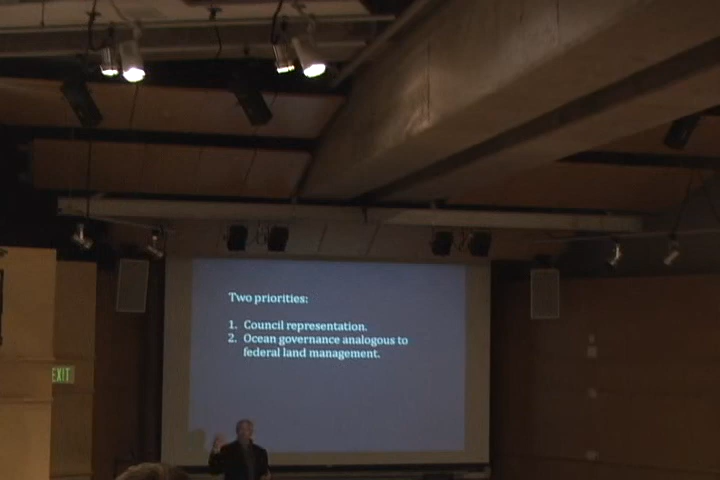 Two priorities:
1. Council representation.
2. Ocean governance analogous to
federal land management.
EXIT